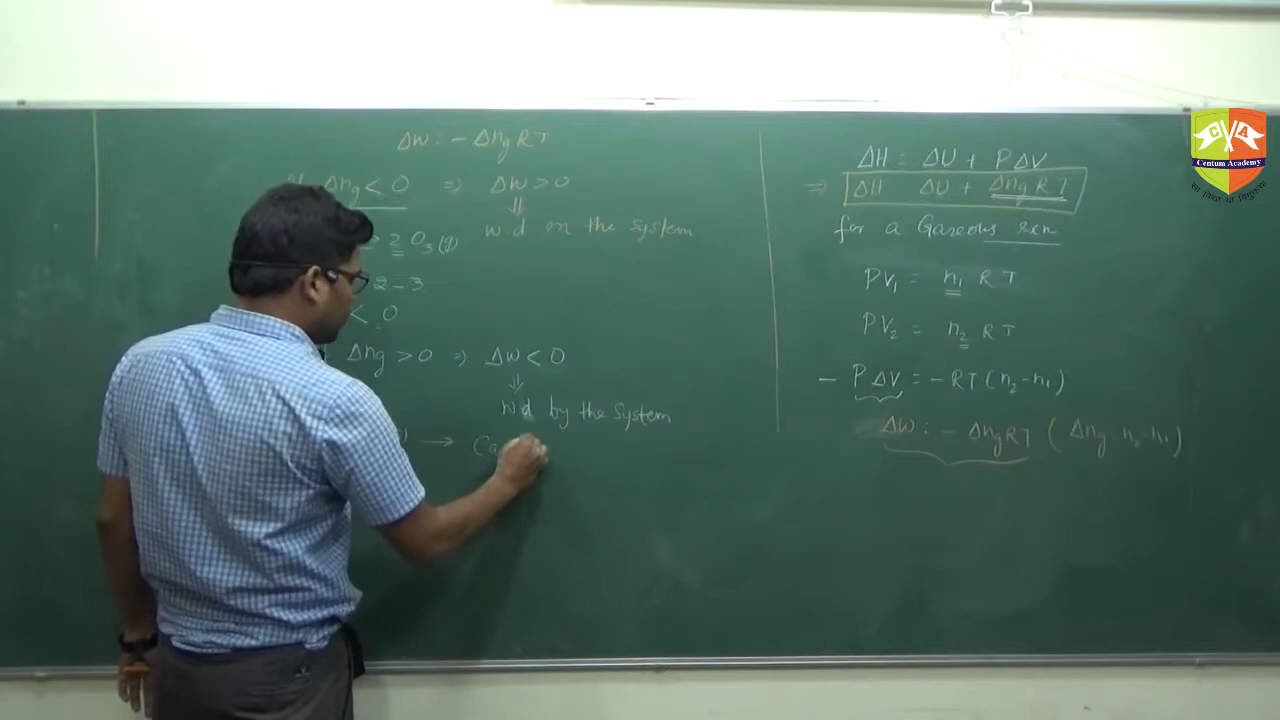 ΔW = - Δng RT
If Δng < 0 ⇒ ΔW > 0
⇓
w d on the system
2 O3(g)
2 - 3
< 0
Δng > 0 ⇒ ΔW < 0
⇓
wd by the system
→ Ca
ΔH = ΔU + PΔV
⇒ ΔH ΔU + Δng RT
for a Gaseous rxn
PV1 = n1 RT
PV2 = n2 RT
- PΔV = - RT (n2 - n1)
ΔW = - Δng RT (Δng = n2 - n1)
C A
Centum Academy